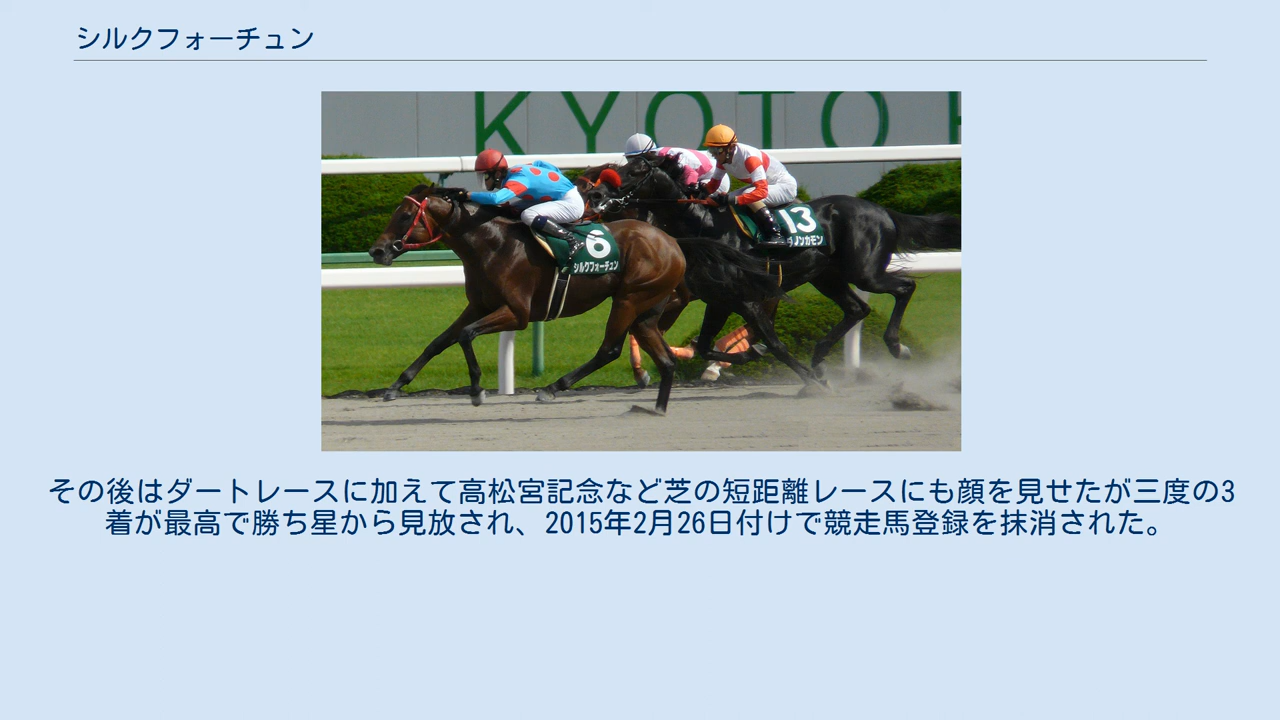 シルクフォーチュン
KYOTO
6
シルクフォーチュン
13
ノンカモン
その後はダートレースに加えて高松宮記念など芝の短距離レースにも顔を見せたが三度の3
着が最高で勝ち星から見放され、2015年2月26日付けで競走馬登録を抹消された。